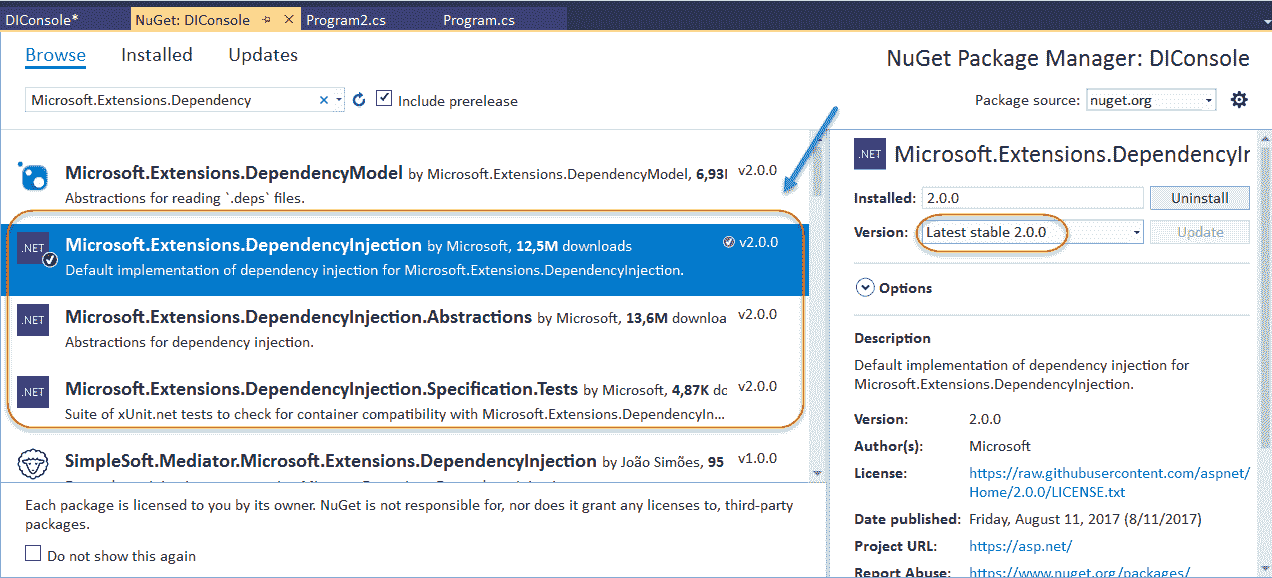 DIConsole*
NuGet: DIConsole
Program2.cs
Program.cs
Browse
Installed
Updates
NuGet Package Manager: DIConsole
Microsoft.Extensions.Dependency
Include prerelease
Package source: nuget.org
Microsoft.Extensions.DependencyModel by Microsoft.Extensions.DependencyModel, 6,93 v2.0.0
Abstractions for reading `.deps` files.
.NET Microsoft.Extensions.DependencyInjection by Microsoft, 12,5M downloads v2.0.0
Default implementation of dependency injection for Microsoft.Extensions.DependencyInjection.
.NET Microsoft.Extensions.DependencyInjection.Abstractions by Microsoft, 13,6M downloa v2.0.0
Abstractions for dependency injection.
.NET Microsoft.Extensions.DependencyInjection.Specification.Tests by Microsoft, 4,87K dc v2.0.0
Suite of xUnit.net tests to check for container compatibility with Microsoft.Extensions.DependencyIn...
SimpleSoft.Mediator.Microsoft.Extensions.DependencyInjection by João Simões, 95 v1.0.0
Each package is licensed to you by its owner. NuGet is not responsible for, nor does it grant any licenses to, third-party
packages.
Do not show this again
.NET Microsoft.Extensions.DependencyIr
Installed: 2.0.0 Uninstall
Version: Latest stable 2.0.0 Update
Options
Description
Default implementation of dependency injection for
Microsoft.Extensions.DependencyInjection.
Version: 2.0.0
Author(s): Microsoft
License: https://raw.githubusercontent.com/aspnet/
Home/2.0.0/LICENSE.txt
Date published: Friday, August 11, 2017 (8/11/2017)
Project URL: https://asp.net/
Report Abuse: https://www.nuget.org/packages/